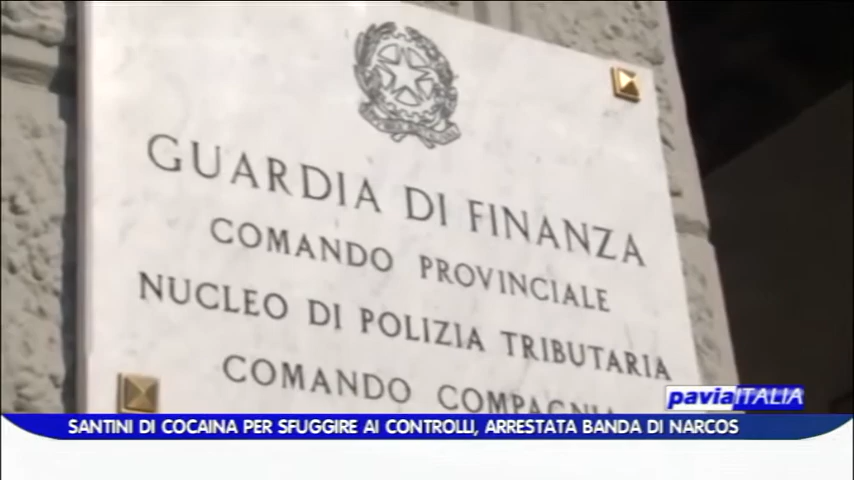 GUARDIA DI FINANZA
COMANDO PROVINCIALE
NUCLEO DI POLIZIA TRIBUTARIA
COMANDO COMPAGNIA
paviaITALIA
SANTINI DI COCAINA PER SFUGGIRE AI CONTROLLI, ARRESTATA BANDA DI NARCOS